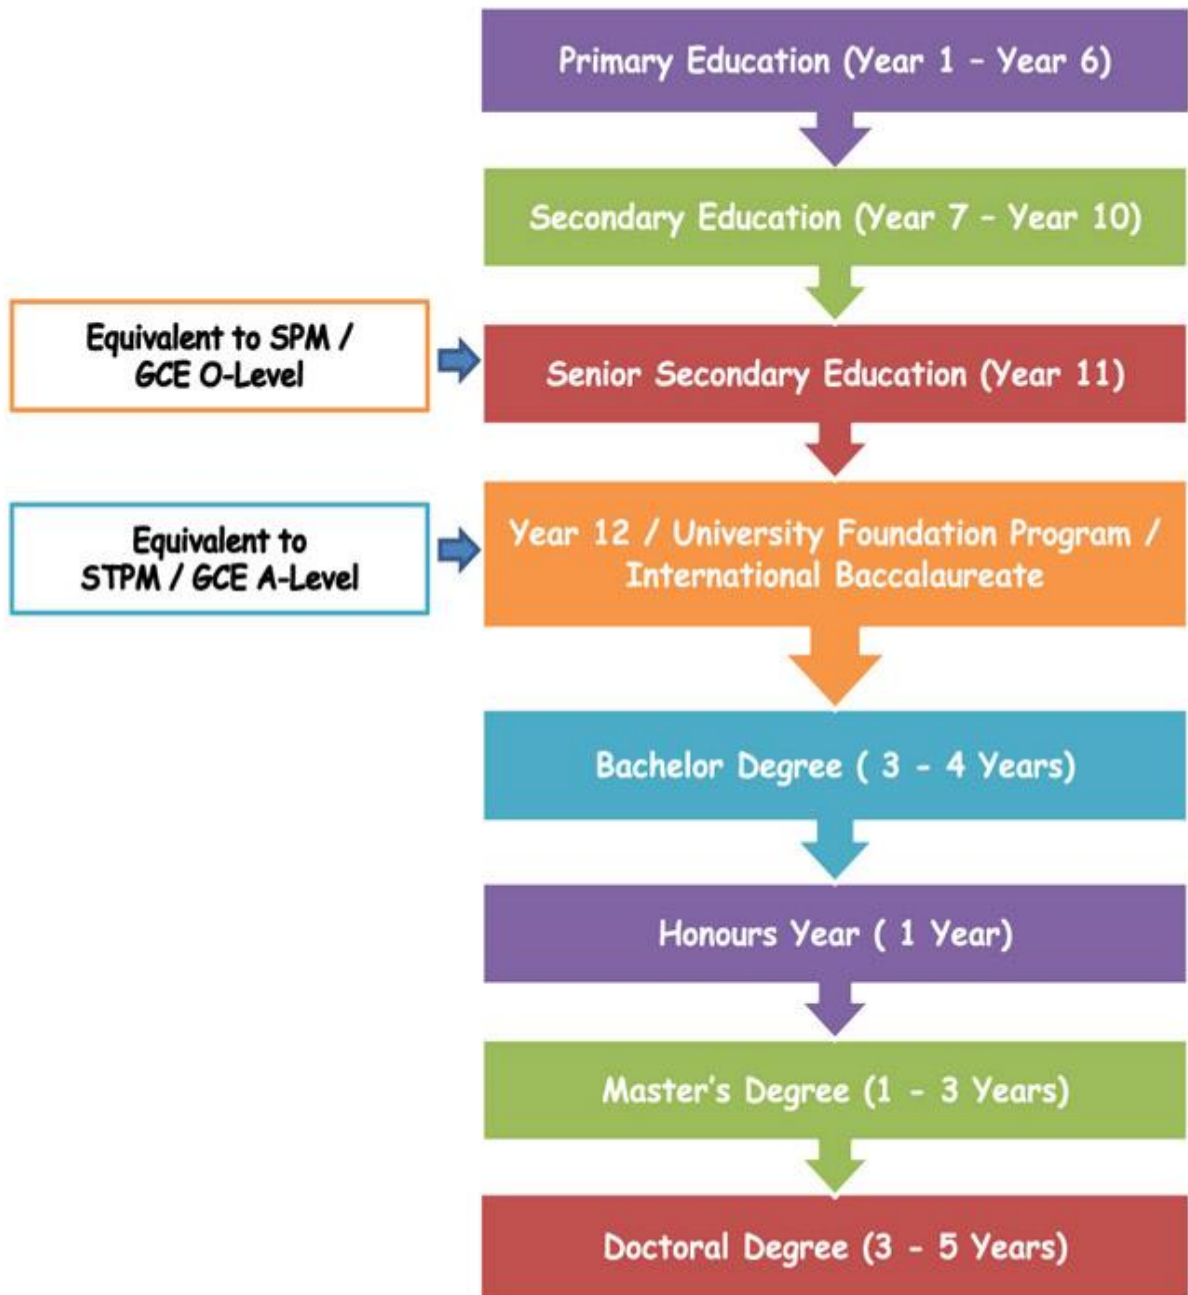 Primary Education (Year 1 – Year 6)
Secondary Education (Year 7 – Year 10)
Equivalent to SPM /
GCE O-Level
Senior Secondary Education (Year 11)
Equivalent to
STPM / GCE A-Level
Year 12 / University Foundation Program /
International Baccalaureate
Bachelor Degree ( 3 - 4 Years)
Honours Year ( 1 Year)
Master's Degree (1 - 3 Years)
Doctoral Degree (3 - 5 Years)